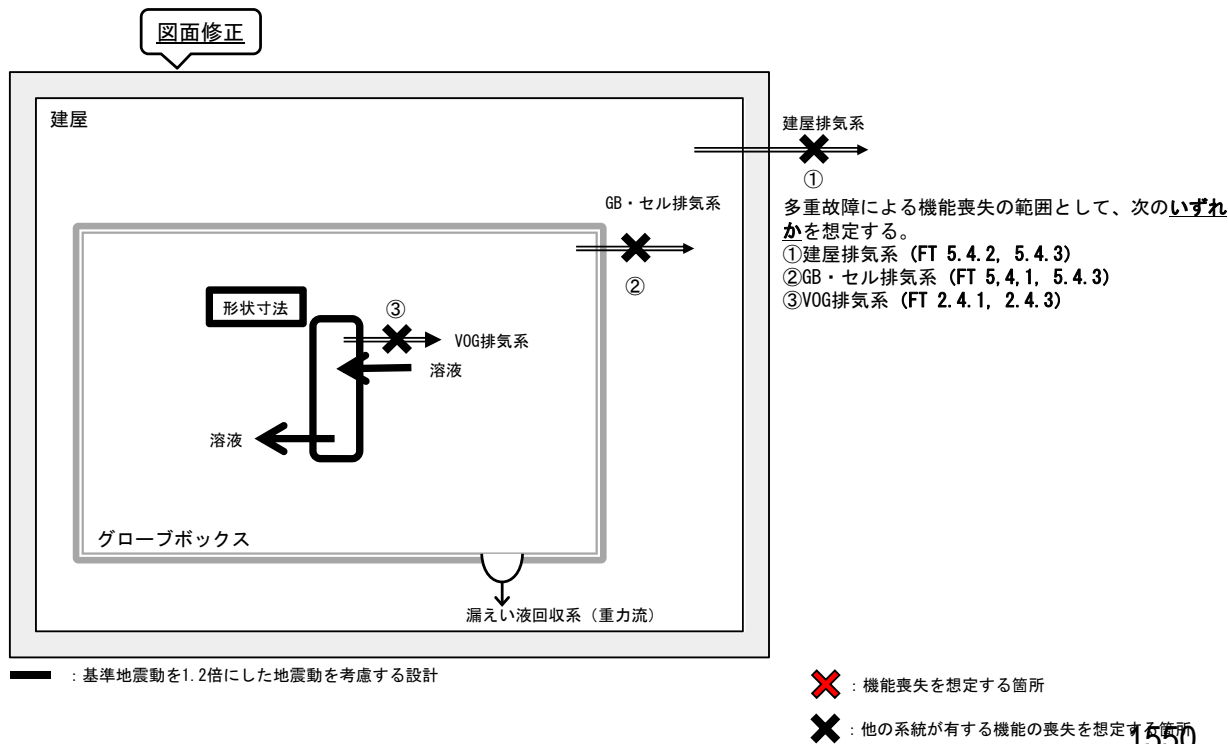 図面修正
建屋
建屋排気系
①
GB・セル排気系
②
多重故障による機能喪失の範囲として、次のいずれ
かを想定する。
①建屋排気系 (FT 5.4.2, 5.4.3)
②GB・セル排気系 (FT 5,4,1, 5.4.3)
③VOG排気系 (FT 2.4.1, 2.4.3)
形状寸法
③
VOG排気系
溶液
溶液
グローブボックス
漏えい液回収系（重力流）
：基準地震動を1.2倍にした地震動を考慮する設計
：機能喪失を想定する箇所
：他の系統が有する機能の喪失を想定する箇所
1550